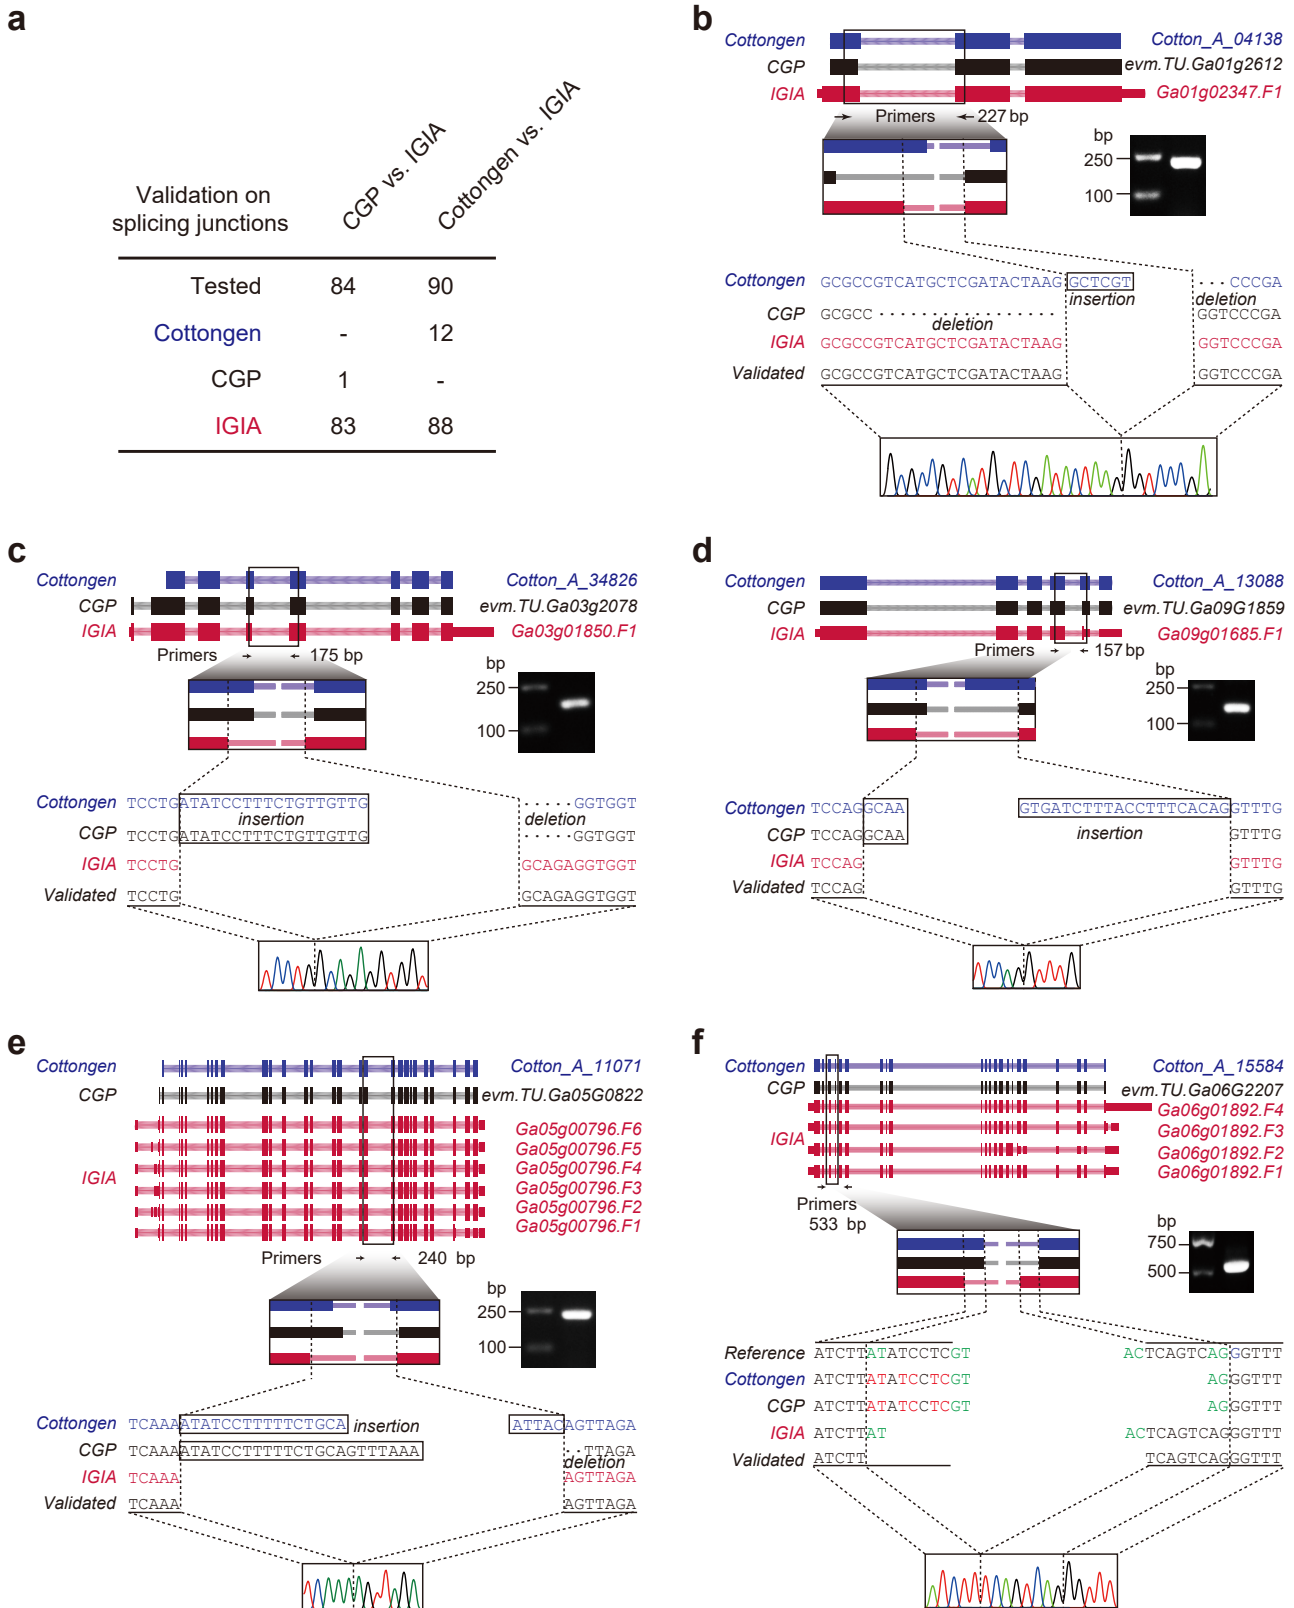 a
Validation on
splicing junctions
CGP vs. IGIA
Cottongen vs. IGIA
Tested 84 90
Cottongen - 12
CGP 1 -
IGIA 83 88
b
Cottongen Cotton_A_04138
CGP evm.TU.Ga01g2612
IGIA Ga01g02347.F1
Primers 227 bp
bp
250
100
Cottongen GCGCCGTCATGCTCGATACTAAG GCTCGT CCCGA
insertion deletion
CGP GCGCC GGTCCCGA
deletion
IGIA GCGCCGTCATGCTCGATACTAAG GGTCCCGA
Validated GCGCCGTCATGCTCGATACTAAG GGTCCCGA
c
Cottongen Cotton_A_34826
CGP evm.TU.Ga03g2078
IGIA Ga03g01850.F1
Primers 175 bp
bp
250
100
Cottongen TCCTGATATCCTTTCTGTTGTTG GGTGGT
insertion deletion
CGP TCCTGATATCCTTTCTGTTGTTG GGTGGT
IGIA TCCTG GCAGAGGTGGT
Validated TCCTG GCAGAGGTGGT
d
Cottongen Cotton_A_13088
CGP evm.TU.Ga09G1859
IGIA Ga09g01685.F1
Primers 157 bp
bp
250
100
Cottongen TCCAGGCAA GTGATCTTTACCTTTCACAGGTTTG
CGP TCCAGGCAA insertion GTTTG
IGIA TCCAG GTTTG
Validated TCCAG GTTTG
e
Cottongen Cotton_A_11071
CGP evm.TU.Ga05G0822
IGIA
Ga05g00796.F6
Ga05g00796.F5
Ga05g00796.F4
Ga05g00796.F3
Ga05g00796.F2
Ga05g00796.F1
Primers 240 bp
bp
250
100
Cottongen TCAAAATATCCTTTTTCTGCA insertion ATTACAGTTAGA
CGP TCAAAATATCCTTTTTCTGCAGTTTAAA TTAGA
deletion
IGIA TCAAA AGTTAGA
Validated TCAAA AGTTAGA
f
Cottongen Cotton_A_15584
CGP evm.TU.Ga06G2207
IGIA
Ga06g01892.F4
Ga06g01892.F3
Ga06g01892.F2
Ga06g01892.F1
Primers
533 bp
bp
750
500
Reference ATCTTATATCCTCGT ACTCAGTCAGGGTTT
Cottongen ATCTTATATCCTCGT AGGGTTT
CGP ATCTTATATCCTCGT AGGGTTT
IGIA ATCTTAT ACTCAGTCAGGGTTT
Validated ATCTT TCAGTCAGGGTTT